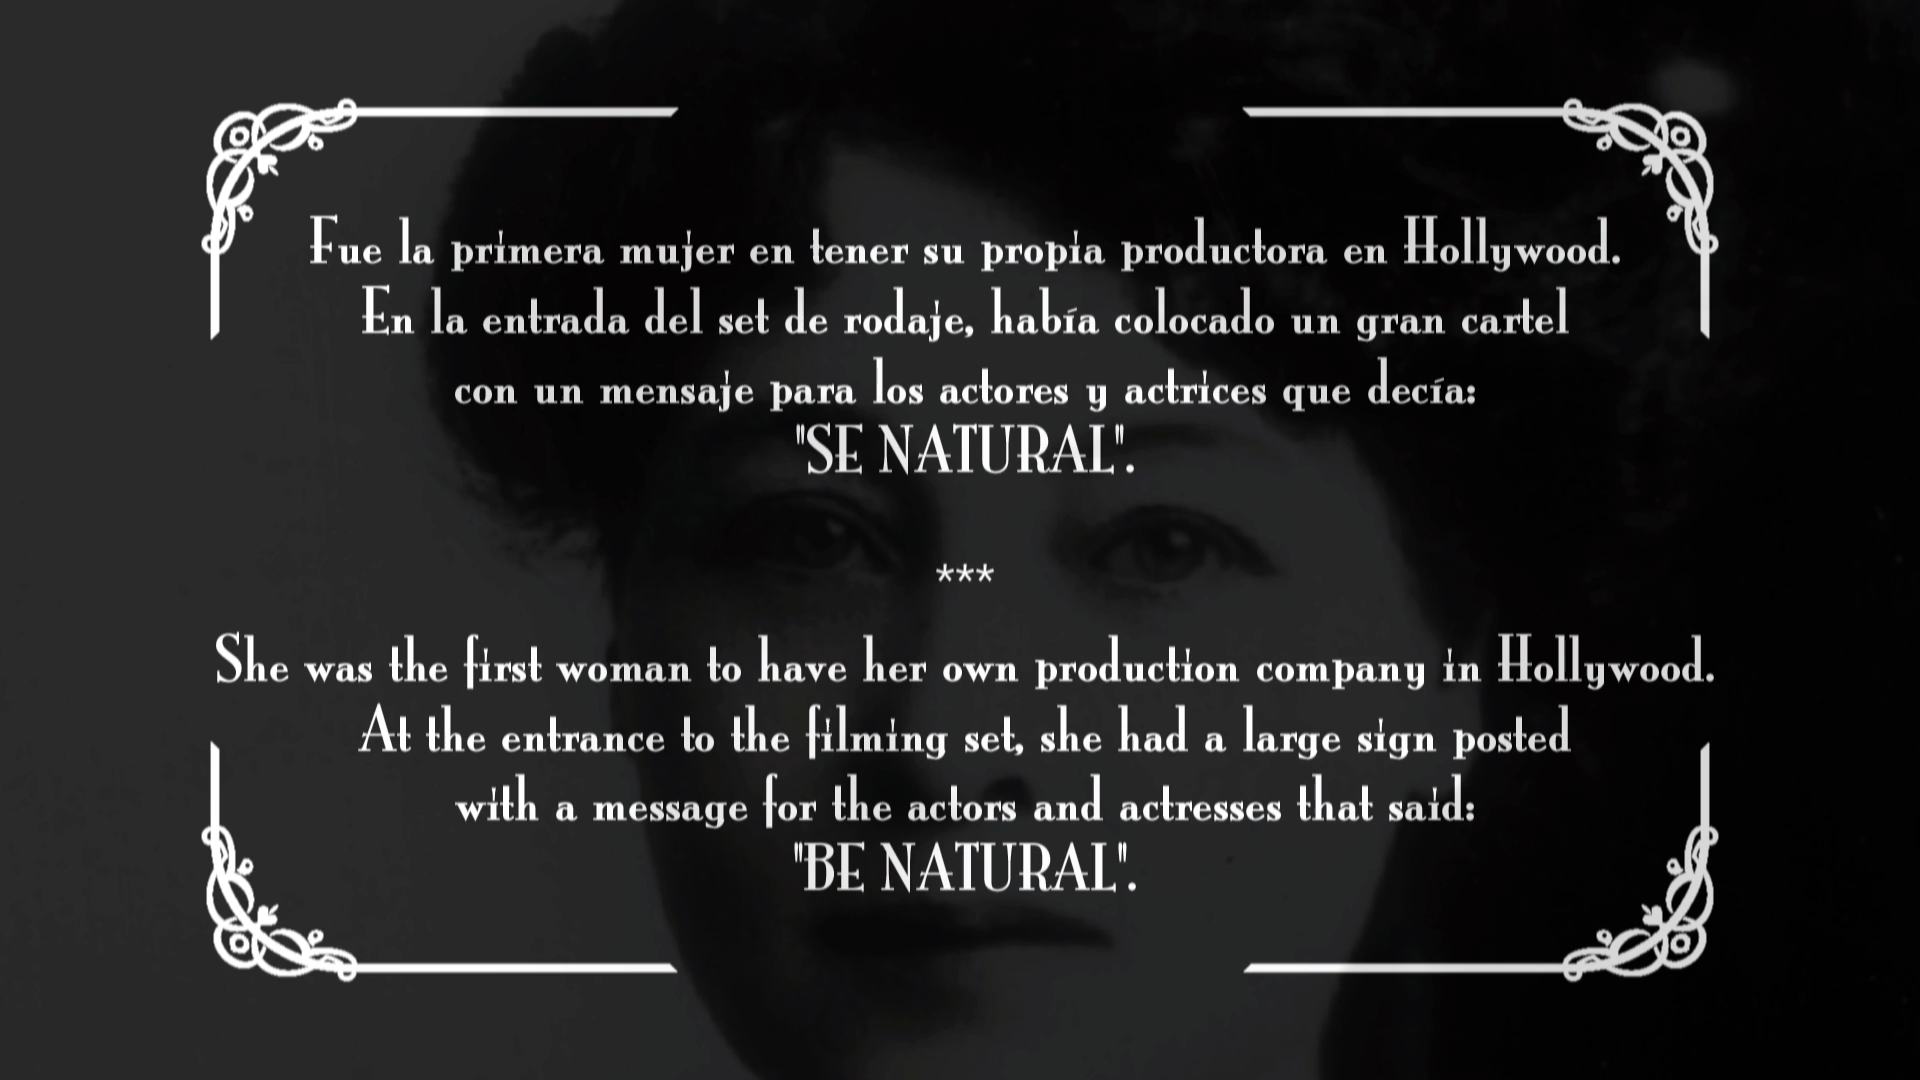 Fue la primera mujer en tener su propia productora en Hollywood.
En la entrada del set de rodaje, había colocado un gran cartel
con un mensaje para los actores y actrices que decía:
"SE NATURAL".
***
She was the first woman to have her own production company in Hollywood.
At the entrance to the filming set, she had a large sign posted
with a message for the actors and actresses that said:
"BE NATURAL".